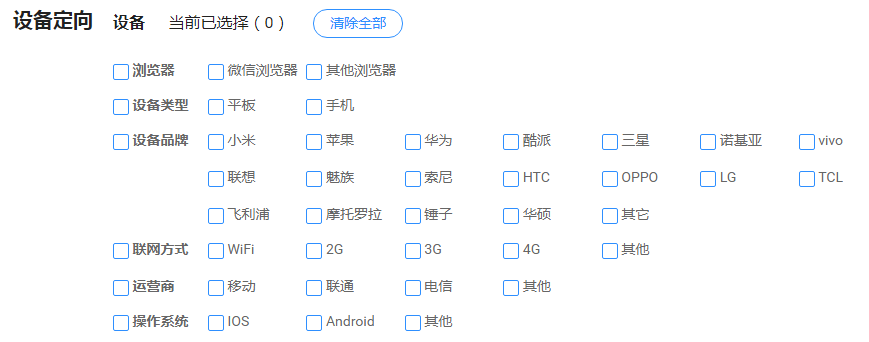 设备定向 设备 当前已选择（0） 清除全部
浏览器 微信浏览器 其他浏览器
设备类型 平板 手机
设备品牌 小米 苹果 华为 酷派 三星 诺基亚 vivo
联想 魅族 索尼 HTC OPPO LG TCL
飞利浦 摩托罗拉 锤子 华硕 其它
联网方式 WiFi 2G 3G 4G 其他
运营商 移动 联通 电信 其他
操作系统 IOS Android 其他